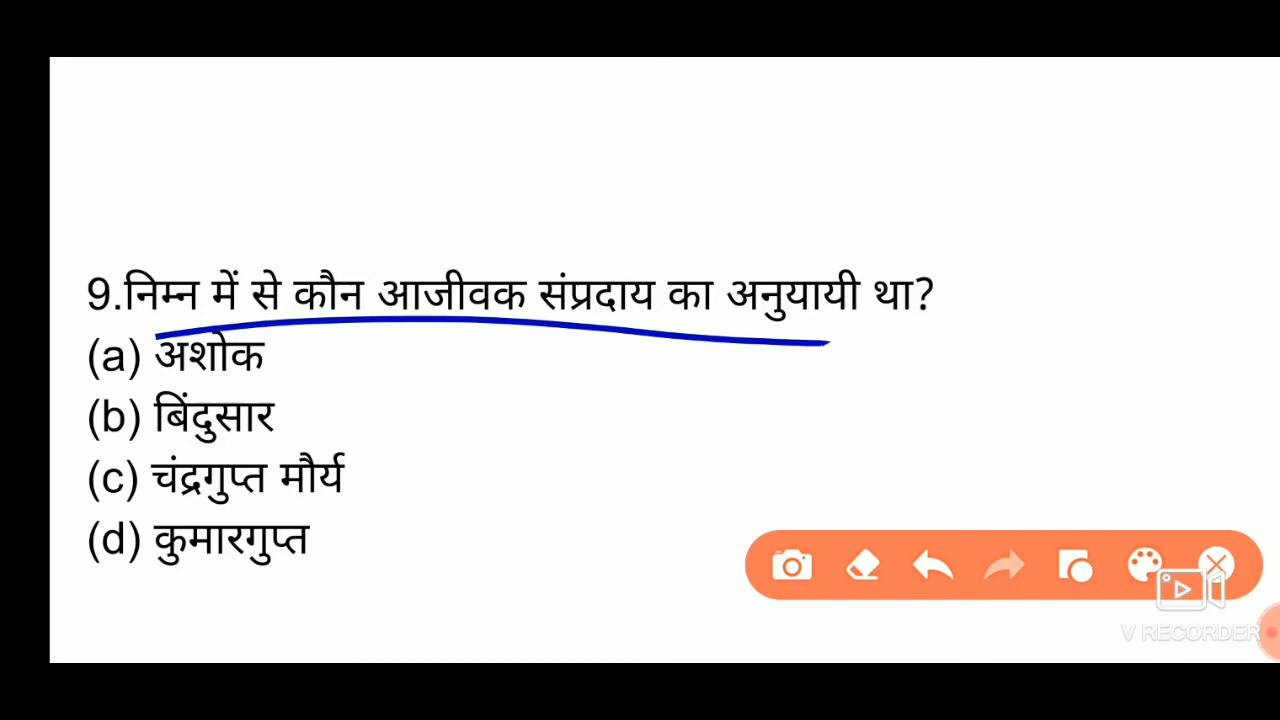 9.निम्न में से कौन आजीवक संप्रदाय का अनुयायी था?
(a) अशोक
(b) बिंदुसार
(c) चंद्रगुप्त मौर्य
(d) कुमारगुप्त
V RECORDER